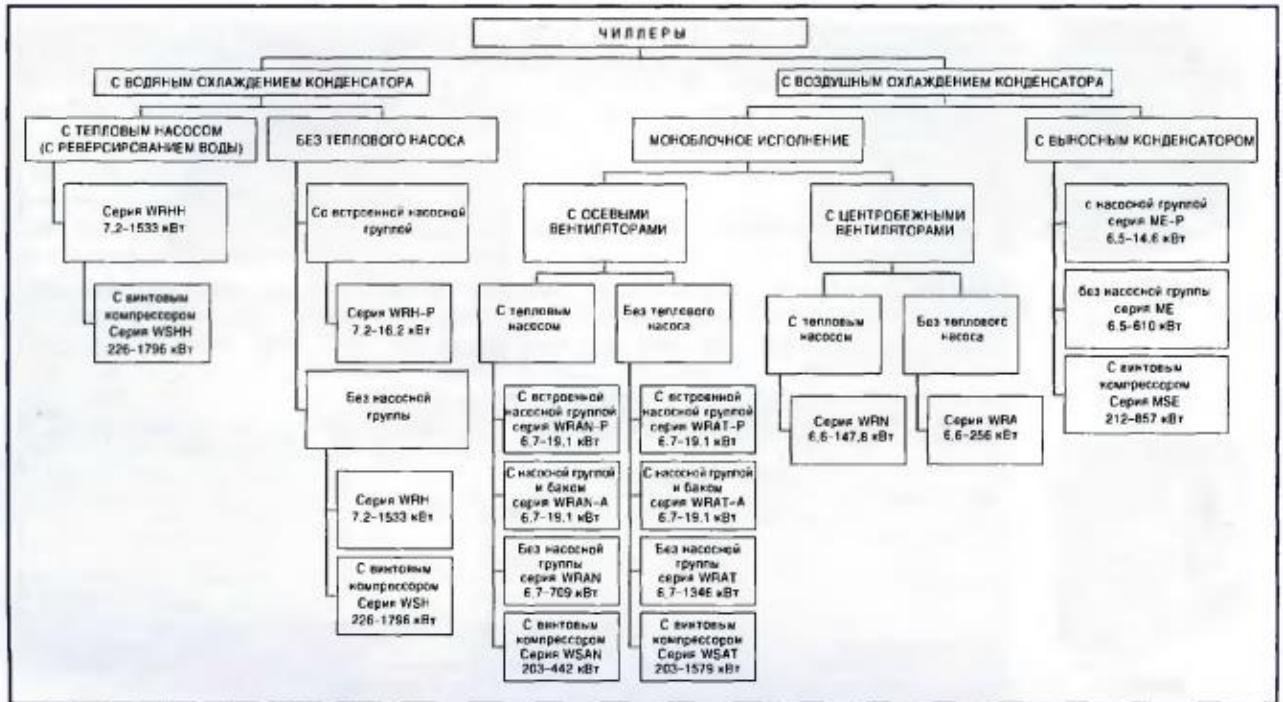 ЧИЛЛЕРЫ
С ВОДЯНЫМ ОХЛАЖДЕНИЕМ КОНДЕНСАТОРА
С ВОЗДУШНЫМ ОХЛАЖДЕНИЕМ КОНДЕНСАТОРА
С ТЕПЛОВЫМ НАСОСОМ
(С РЕВЕРСИРОВАНИЕМ ВОДЫ)
БЕЗ ТЕПЛОВОГО НАСОСА
МОНОБЛОЧНОЕ ИСПОЛНЕНИЕ
С ВЫНОСНЫМ КОНДЕНСАТОРОМ
Серия WRHH
7.2–1533 кВт
С винтовым
компрессором
Серия WSHH
226–1796 кВт
Со встроенной насосной
группой
Серия WRH-P
7.2–16.2 кВт
Без насосной
группы
Серия WRH
7.2–1533 кВт
С винтовым
компрессором
Серия WSH
226–1796 кВт
С ОСЕВЫМИ
ВЕНТИЛЯТОРАМИ
С тепловым
насосом
С встроенной
насосной группой
серия WRAN-P
6.7–19.1 кВт
С насосной группой
и баком
серия WRAN-A
6.7–19.1 кВт
Без насосной
группы
серия WRAN
6.7–709 кВт
С винтовым
компрессором
Серия WSAN
203–442 кВт
Без теплового
насоса
С встроенной
насосной группой
серия WRAT-P
6.7–19.1 кВт
С насосной группой
и баком
серия WRAT-A
6.7–19.1 кВт
Без насосной
группы
серия WRAT
6.7–1346 кВт
С винтовым
компрессором
Серия WSAT
203–1579 кВт
С ЦЕНТРОБЕЖНЫМИ
ВЕНТИЛЯТОРАМИ
С тепловым
насосом
Серия WRN
6,6–147,8 кВт
Без теплового
насоса
Серия WRA
6,6–256 кВт
с насосной группой
серия ME-P
6.5–14.6 кВт
без насосной группы
серия ME
6.5–610 кВт
С винтовым
компрессором
Серия MSE
212–857 кВт